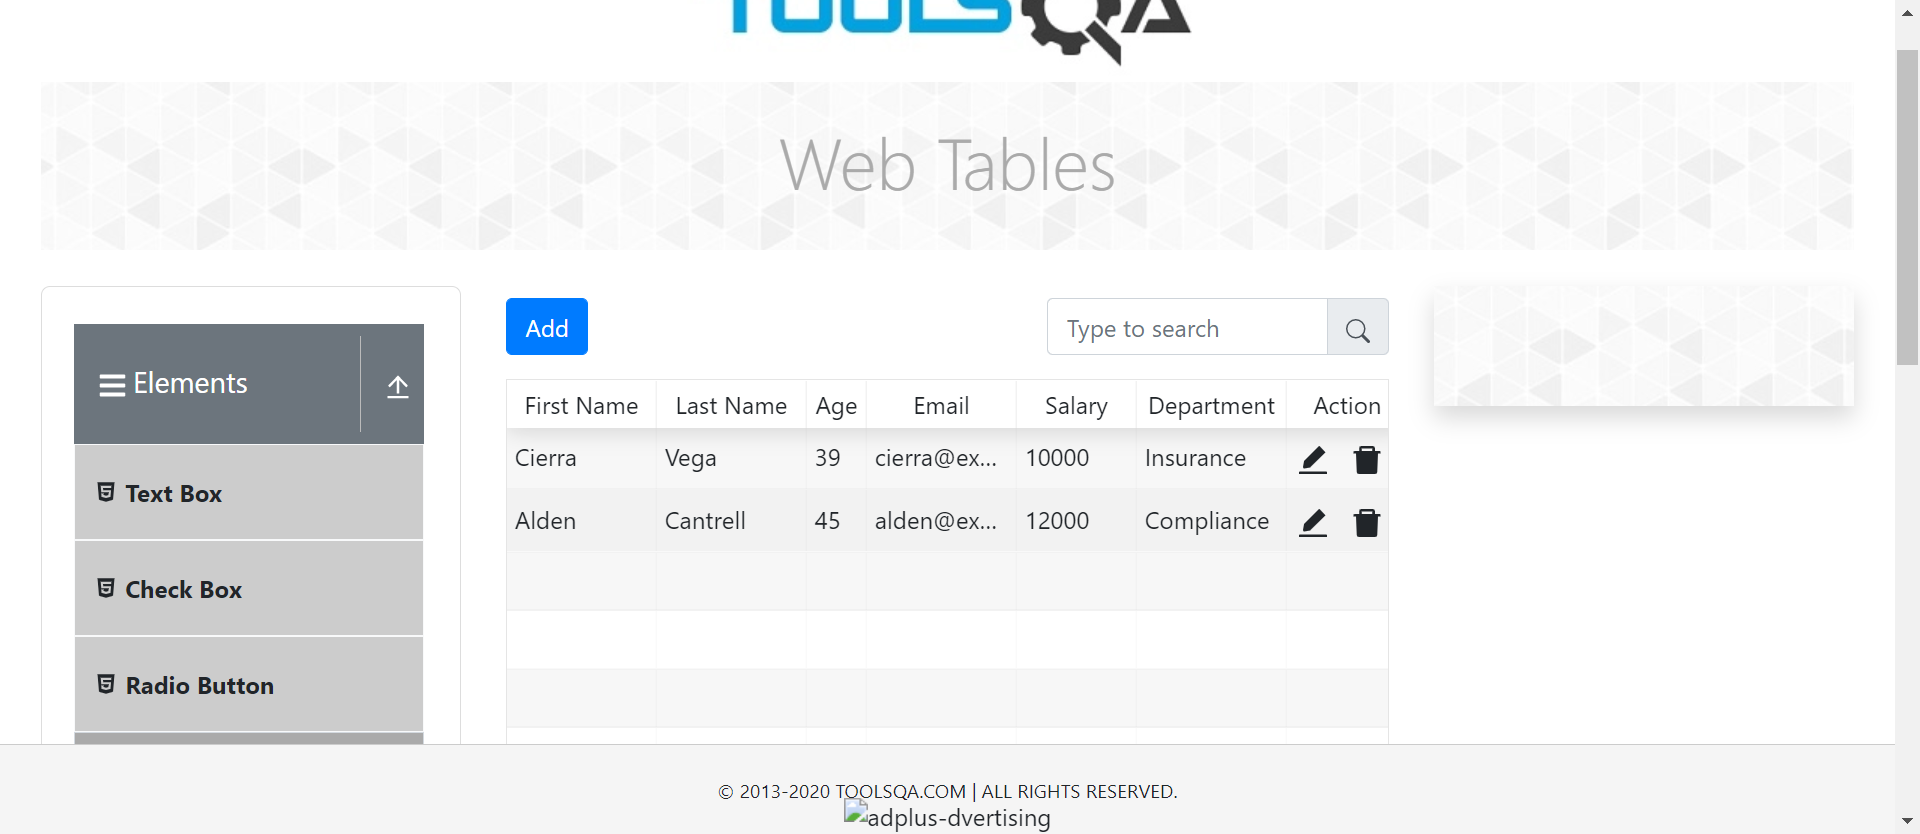 TOOLSQA
Web Tables
Elements
Text Box
Check Box
Radio Button
Add
Type to search
First Name Last Name Age Email Salary Department Action
Cierra Vega 39 cierra@ex... 10000 Insurance
Alden Cantrell 45 alden@ex... 12000 Compliance
© 2013-2020 TOOLSQA.COM | ALL RIGHTS RESERVED.
adplus-dvertising